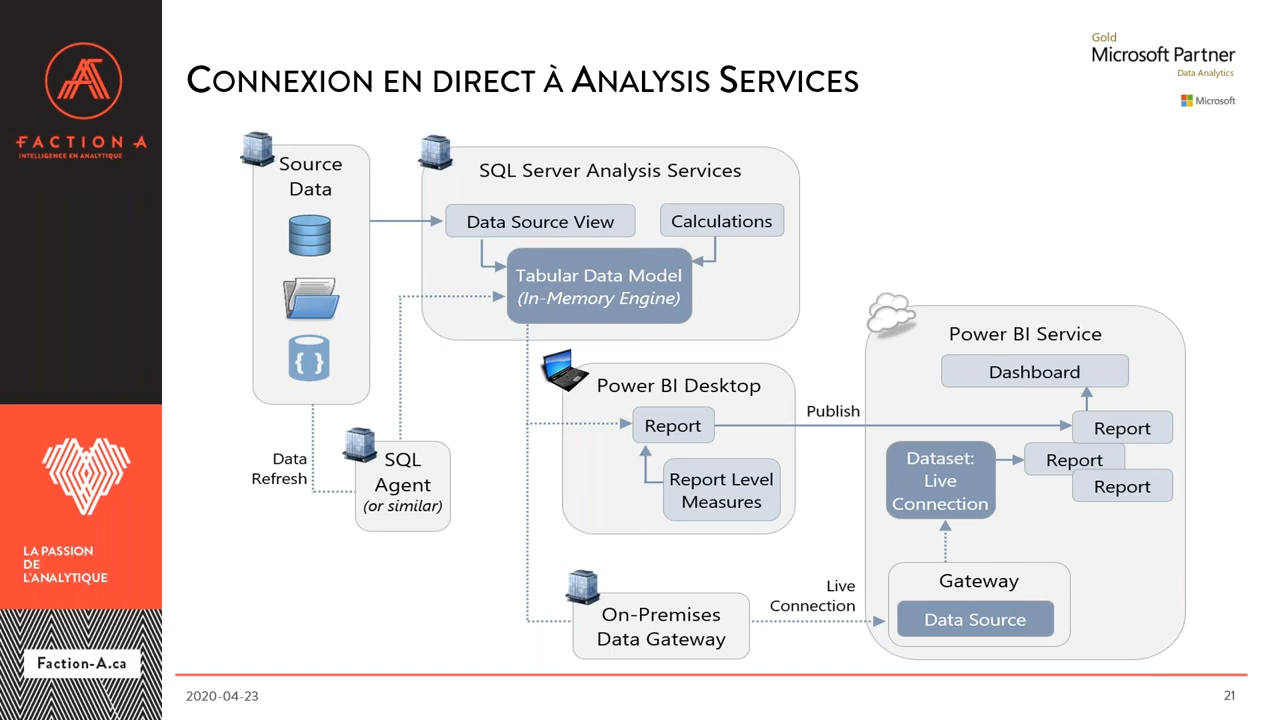 FACTION A
INTELLIGENCE EN ANALYTIQUE
LA PASSION
DE
L'ANALYTIQUE
Faction-A.ca
CONNEXION EN DIRECT À ANALYSIS SERVICES
Gold
Microsoft Partner
Data Analytics
Microsoft
Source
Data
SQL Server Analysis Services
Data Source View
Calculations
Tabular Data Model
(In-Memory Engine)
Data
Refresh
SQL
Agent
(or similar)
Power BI Desktop
Report
Report Level
Measures
Publish
On-Premises
Data Gateway
Live
Connection
Power BI Service
Dashboard
Report
Report
Report
Dataset:
Live
Connection
Gateway
Data Source
2020-04-23
21